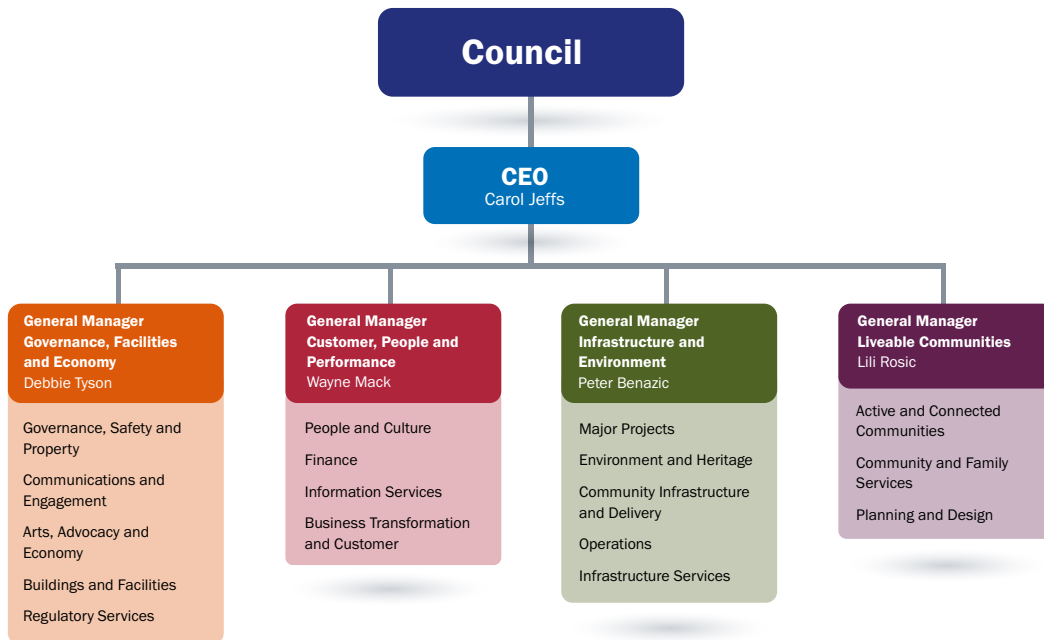 Council
CEO
Carol Jeffs
General Manager
Governance, Facilities
and Economy
Debbie Tyson
Governance, Safety and
Property
Communications and
Engagement
Arts, Advocacy and
Economy
Buildings and Facilities
Regulatory Services
General Manager
Customer, People and
Performance
Wayne Mack
People and Culture
Finance
Information Services
Business Transformation
and Customer
General Manager
Infrastructure and
Environment
Peter Benazic
Major Projects
Environment and Heritage
Community Infrastructure
and Delivery
Operations
Infrastructure Services
General Manager
Liveable Communities
Lili Rosic
Active and Connected
Communities
Community and Family
Services
Planning and Design